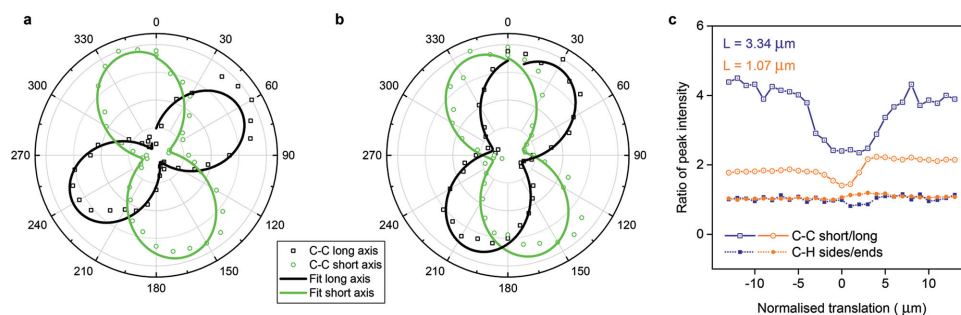 a
0
330
30
300
60
270
90
240
120
210
150
180
b
0
330
30
300
60
270
90
240
120
210
150
180
C-C long axis
C-C short axis
Fit long axis
Fit short axis
c
L = 3.34 μm
L = 1.07 μm
Ratio of peak intensity
6
4
2
0
C-C short/long
C-H sides/ends
-10
-5
0
5
10
Normalised translation ( μm)